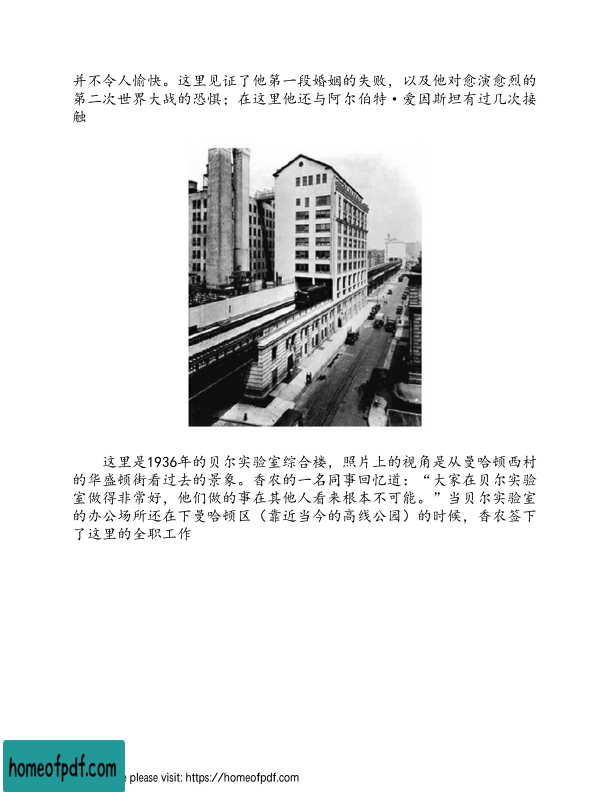 并不令人愉快。这里见证了他第一段婚姻的失败，以及他对愈演愈烈的
第二次世界大战的恐惧；在这里他还与阿尔伯特·爱因斯坦有过几次接
触
这里是1936年的贝尔实验室综合楼，照片上的视角是从曼哈顿西村
的华盛顿街看过去的景象。香农的一名同事回忆道：“大家在贝尔实验
室做得非常好，他们做的事在其他人看来根本不可能。”当贝尔实验室
的办公场所还在下曼哈顿区（靠近当今的高线公园）的时候，香农签下
了这里的全职工作
homeofpdf.com
e please visit: https://homeofpdf.com